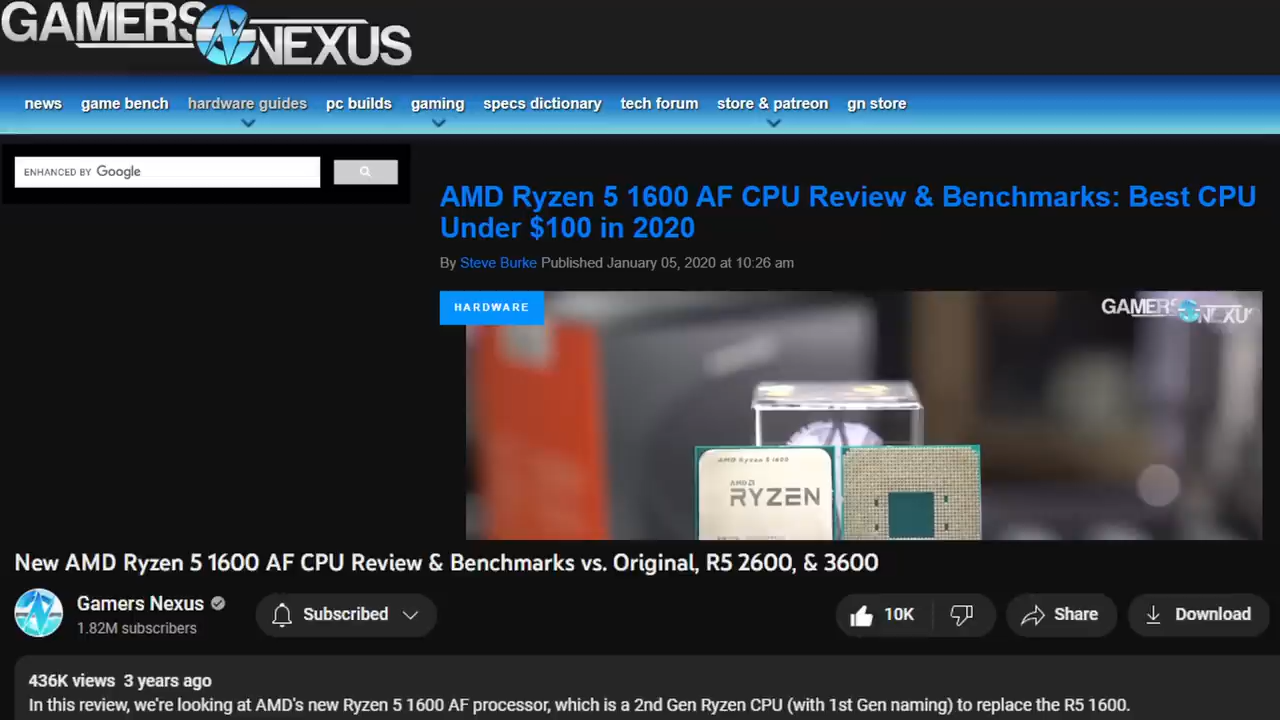 GAMERS NEXUS
news game bench hardware guides pc builds gaming specs dictionary tech forum store & patreon gn store
ENHANCED BY Google
AMD Ryzen 5 1600 AF CPU Review & Benchmarks: Best CPU
Under $100 in 2020
By Steve Burke Published January 05, 2020 at 10:26 am
HARDWARE
GAMERS NEXUS
AMD Ryzen 5 1600
AMD
RYZEN
New AMD Ryzen 5 1600 AF CPU Review & Benchmarks vs. Original, R5 2600, & 3600
Gamers Nexus
1.82M subscribers
Subscribed
10K
Share
Download
436K views 3 years ago
In this review, we're looking at AMD's new Ryzen 5 1600 AF processor, which is a 2nd Gen Ryzen CPU (with 1st Gen naming) to replace the R5 1600.